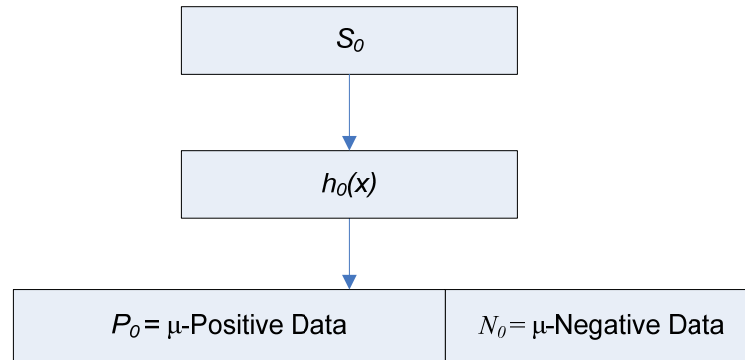 S₀
h₀(x)
P₀ = μ-Positive Data
N₀ = μ-Negative Data